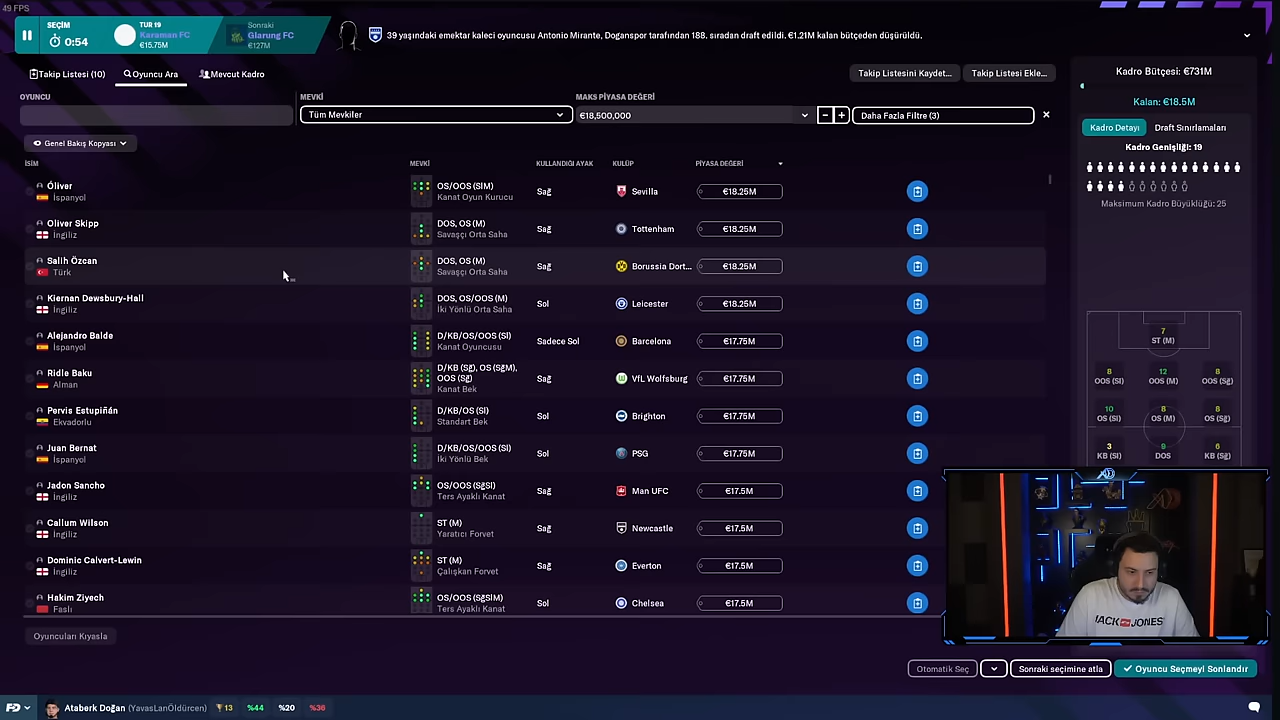 49 FPS
SEÇİM
0:54
TUR 19
Karaman FC
€15.75M
Sonraki
Glarung FC
€127M
39 yaşındaki emektar kaleci oyuncusu Antonio Mirante, Doganspor tarafından 188. sıradan draft edildi. €1.21M kalan bütçeden düşürüldü.
Takip Listesi (10)
Oyuncu Ara
Mevcut Kadro
Takip Listesini Kaydet...
Takip Listesi Ekle...
OYUNCU
MEVKİ
MAKS PİYASA DEĞERİ
Tüm Mevkiler
€18,500,000
- +
Daha Fazla Filtre (3)
Genel Bakış Kopyası
İSİM
MEVKİ
KULLANDIĞI AYAK
KULÜP
PİYASA DEĞERİ
Óliver
İspanyol
OS/OOS (SlM)
Kanat Oyun Kurucu
Sağ
Sevilla
€18.25M
Oliver Skipp
İngiliz
DOS, OS (M)
Savaşçı Orta Saha
Sağ
Tottenham
€18.25M
Salih Özcan
Türk
DOS, OS (M)
Savaşçı Orta Saha
Sağ
Borussia Dort...
€18.25M
Kiernan Dewsbury-Hall
İngiliz
DOS, OS/OOS (M)
İki Yönlü Orta Saha
Sol
Leicester
€18.25M
Alejandro Balde
İspanyol
D/KB/OS/OOS (Sl)
Kanat Oyuncusu
Sadece Sol
Barcelona
€17.75M
Ridle Baku
Alman
D/KB (Sğ), OS (SğM),
OOS (Sğ)
Kanat Bek
Sağ
VfL Wolfsburg
€17.75M
Pervis Estupiñán
Ekvadorlu
D/KB/OS (Sl)
Standart Bek
Sol
Brighton
€17.75M
Juan Bernat
İspanyol
D/KB/OS/OOS (Sl)
İki Yönlü Bek
Sol
PSG
€17.75M
Jadon Sancho
İngiliz
OS/OOS (SğSl)
Ters Ayaklı Kanat
Sağ
Man UFC
€17.5M
Callum Wilson
İngiliz
ST (M)
Yaratıcı Forvet
Sağ
Newcastle
€17.5M
Dominic Calvert-Lewin
İngiliz
ST (M)
Çalışkan Forvet
Sağ
Everton
€17.5M
Hakim Ziyech
Faslı
OS/OOS (SğSlM)
Ters Ayaklı Kanat
Sol
Chelsea
€17.5M
Oyuncuları Kıyasla
Kadro Bütçesi: €731M
Kalan: €18.5M
Kadro Detayı
Draft Sınırlamaları
Kadro Genişliği: 19
Maksimum Kadro Büyüklüğü: 25
7
ST (M)
8
OOS (Sl)
12
OOS (M)
8
OOS (Sğ)
10
OS (Sl)
8
OS (M)
8
OS (Sğ)
3
KB (Sl)
9
DOS
6
KB (Sğ)
JACK & JONES
Otomatik Seç
Sonraki seçimine atla
Oyuncu Seçmeyi Sonlandır
FD
Ataberk Doğan (YavasLanÖldürcen)
13
%44
%20
%36